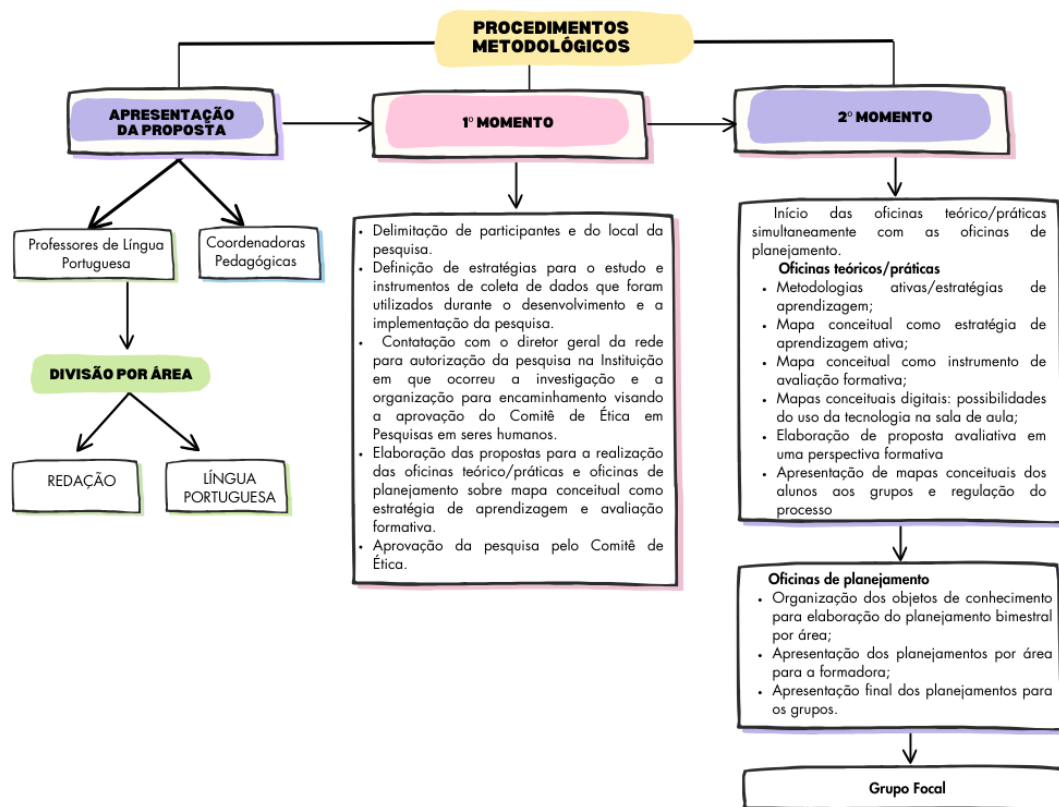 PROCEDIMENTOS
METODOLÓGICOS
APRESENTAÇÃO
DA PROPOSTA
1º MOMENTO
2º MOMENTO
Professores de Língua
Portuguesa
Coordenadoras
Pedagógicas
DIVISÃO POR ÁREA
REDAÇÃO
LÍNGUA
PORTUGUESA
• Delimitação de participantes e do local da
pesquisa.
• Definição de estratégias para o estudo e
instrumentos de coleta de dados que foram
utilizados durante o desenvolvimento e a
implementação da pesquisa.
• Contatação com o diretor geral da rede
para autorização da pesquisa na Instituição
em que ocorreu a investigação e a
organização para encaminhamento visando
a aprovação do Comitê de Ética em
Pesquisas em seres humanos.
• Elaboração das propostas para a realização
das oficinas teórico/práticas e oficinas de
planejamento sobre mapa conceitual como
estratégia de aprendizagem e avaliação
formativa.
• Aprovação da pesquisa pelo Comitê de
Ética.
Início das oficinas teórico/práticas
simultaneamente com as oficinas de
planejamento.
Oficinas teóricos/práticas
• Metodologias ativas/estratégias de
aprendizagem;
• Mapa conceitual como estratégia de
aprendizagem ativa;
• Mapa conceitual como instrumento de
avaliação formativa;
• Mapas conceituais digitais: possibilidades
do uso da tecnologia na sala de aula;
• Elaboração de proposta avaliativa em
uma perspectiva formativa
• Apresentação de mapas conceituais dos
alunos aos grupos e regulação do
processo
Oficinas de planejamento
• Organização dos objetos de conhecimento
para elaboração do planejamento bimestral
por área;
• Apresentação dos planejamentos por área
para a formadora;
• Apresentação final dos planejamentos para
os grupos.
Grupo Focal